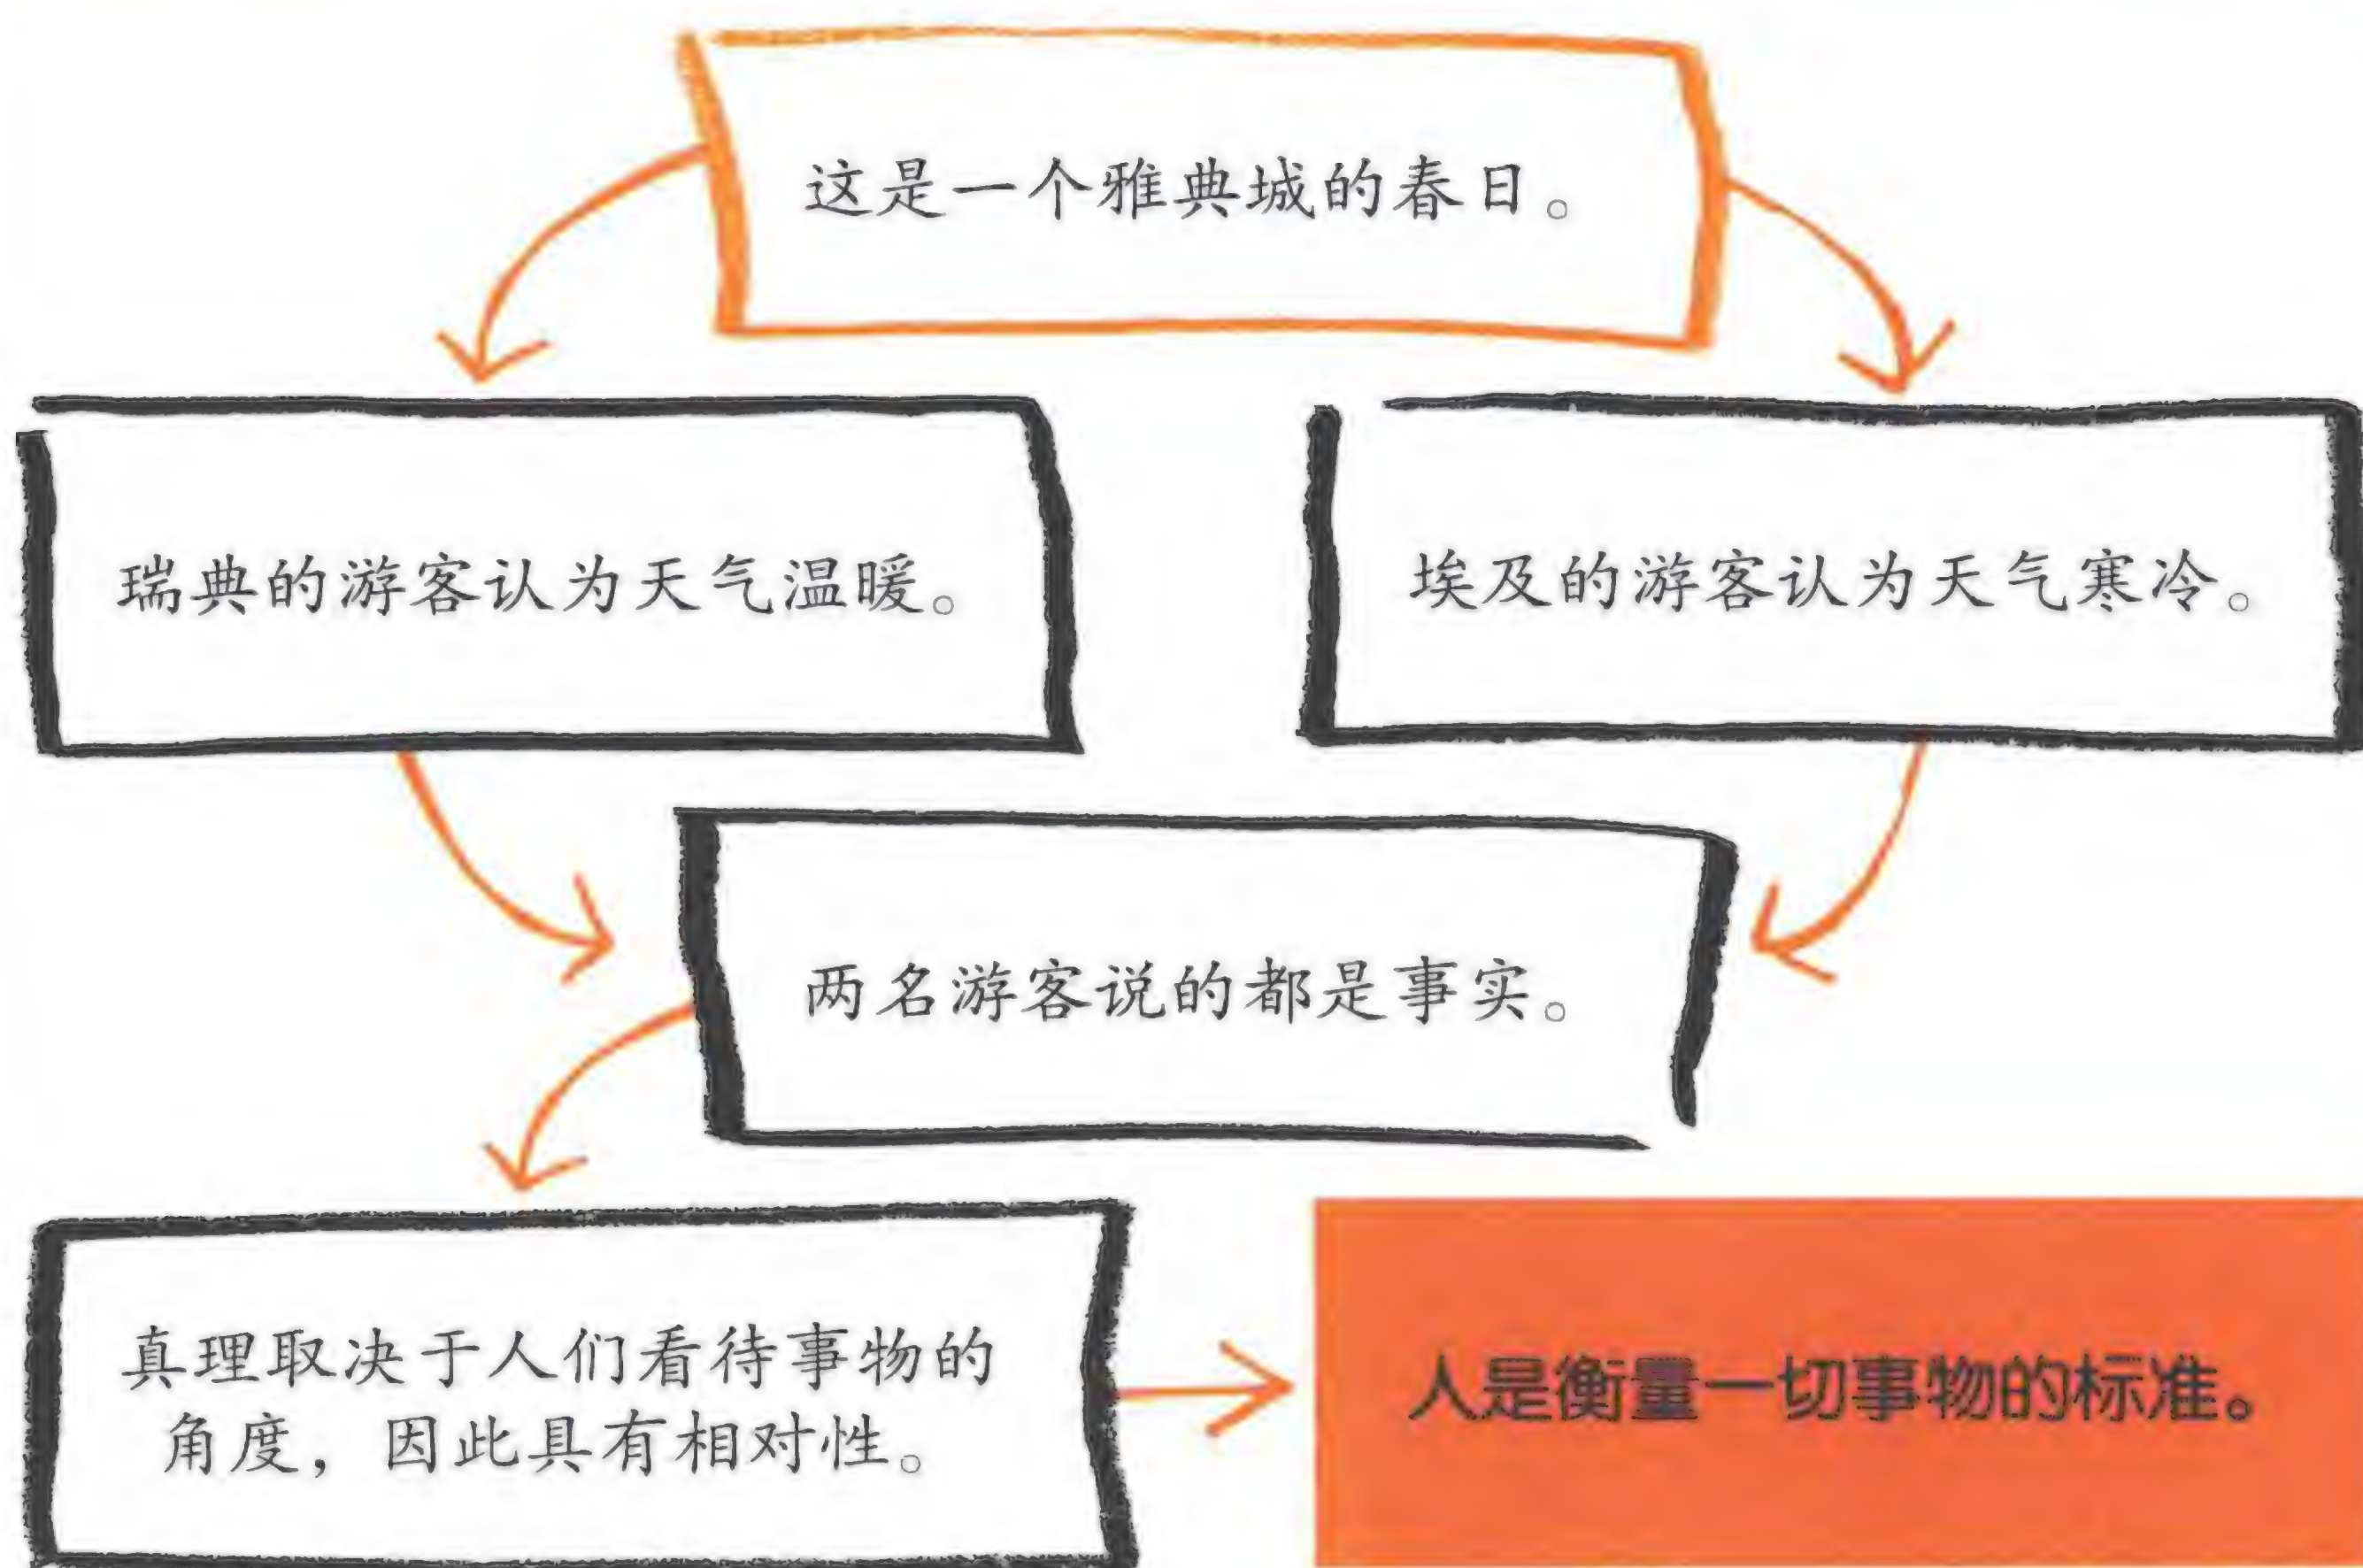 这是一个雅典城的春日。
瑞典的游客认为天气温暖。
埃及的游客认为天气寒冷。
两名游客说的都是事实。
真理取决于人们看待事物的
角度，因此具有相对性。
人是衡量一切事物的标准。